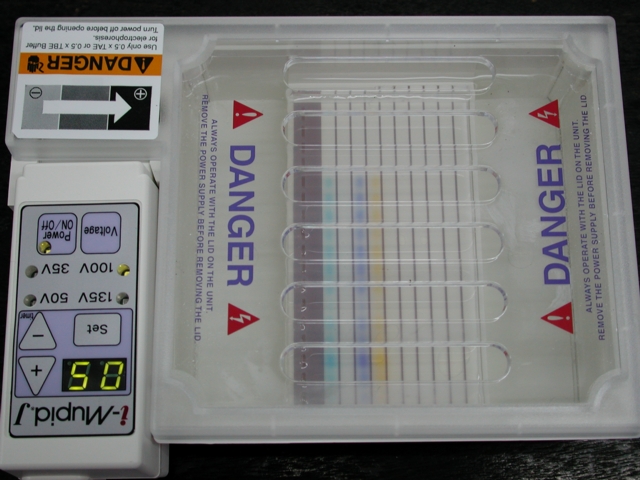 i-Mupid.J
05
timer
Set
135V 50V
100V 35V
Voltage
Power
ON/Off
DANGER
Use only 0.5 x TAE or 0.5 x TBE Buffer
for electrophoresis.
Turn power off before opening the lid.
DANGER
ALWAYS OPERATE WITH THE LID ON THE UNIT.
REMOVE THE POWER SUPPLY BEFORE REMOVING THE LID.
DANGER
ALWAYS OPERATE WITH THE LID ON THE UNIT.
REMOVE THE POWER SUPPLY BEFORE REMOVING THE LID.